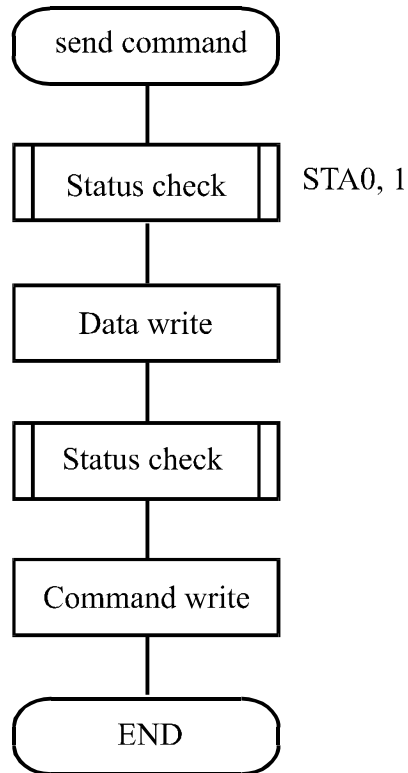 send command
Status check
STA0, 1
Data write
Status check
Command write
END